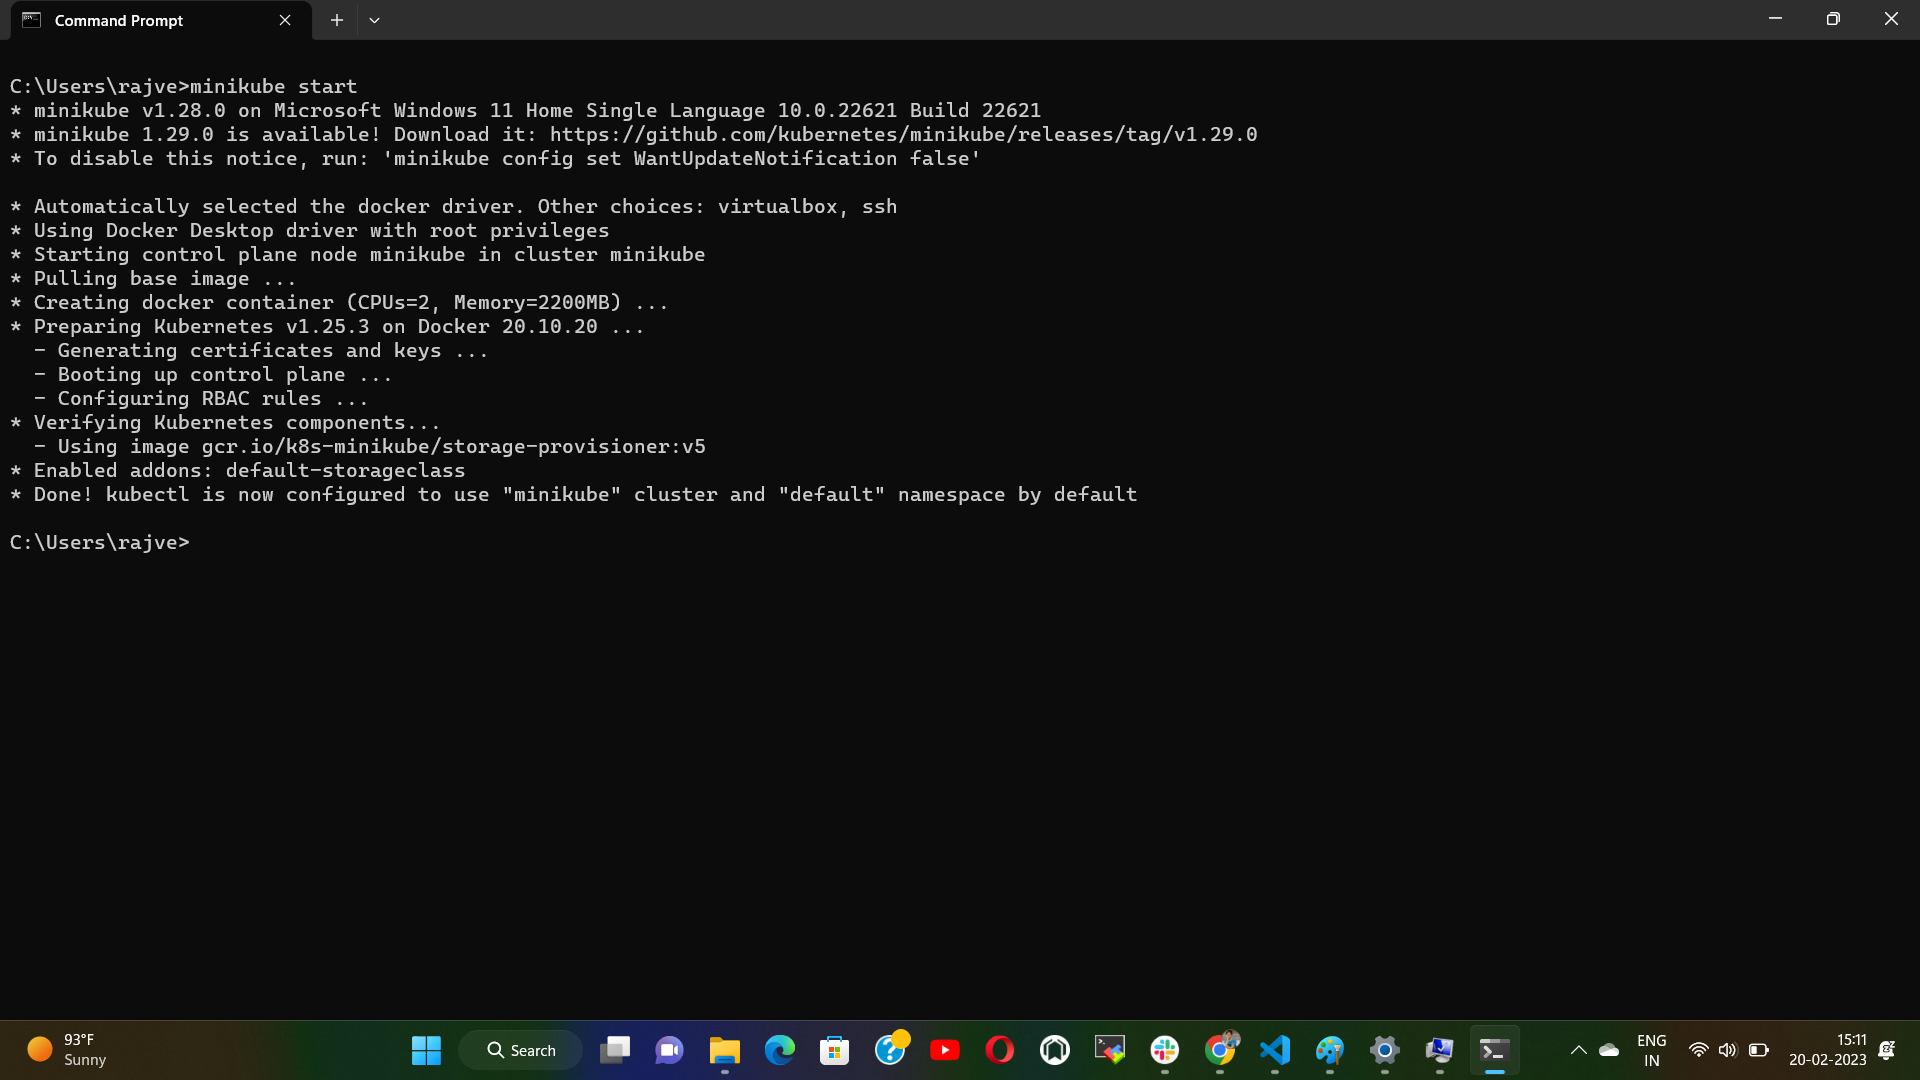 Command Prompt
C:\Users\rajve>minikube start
* minikube v1.28.0 on Microsoft Windows 11 Home Single Language 10.0.22621 Build 22621
* minikube 1.29.0 is available! Download it: https://github.com/kubernetes/minikube/releases/tag/v1.29.0
* To disable this notice, run: 'minikube config set WantUpdateNotification false'
* Automatically selected the docker driver. Other choices: virtualbox, ssh
* Using Docker Desktop driver with root privileges
* Starting control plane node minikube in cluster minikube
* Pulling base image ...
* Creating docker container (CPUs=2, Memory=2200MB) ...
* Preparing Kubernetes v1.25.3 on Docker 20.10.20 ...
  - Generating certificates and keys ...
  - Booting up control plane ...
  - Configuring RBAC rules ...
* Verifying Kubernetes components...
  - Using image gcr.io/k8s-minikube/storage-provisioner:v5
* Enabled addons: default-storageclass
* Done! kubectl is now configured to use "minikube" cluster and "default" namespace by default
C:\Users\rajve>
93°F
Sunny
Search
ENG
IN
15:11
20-02-2023